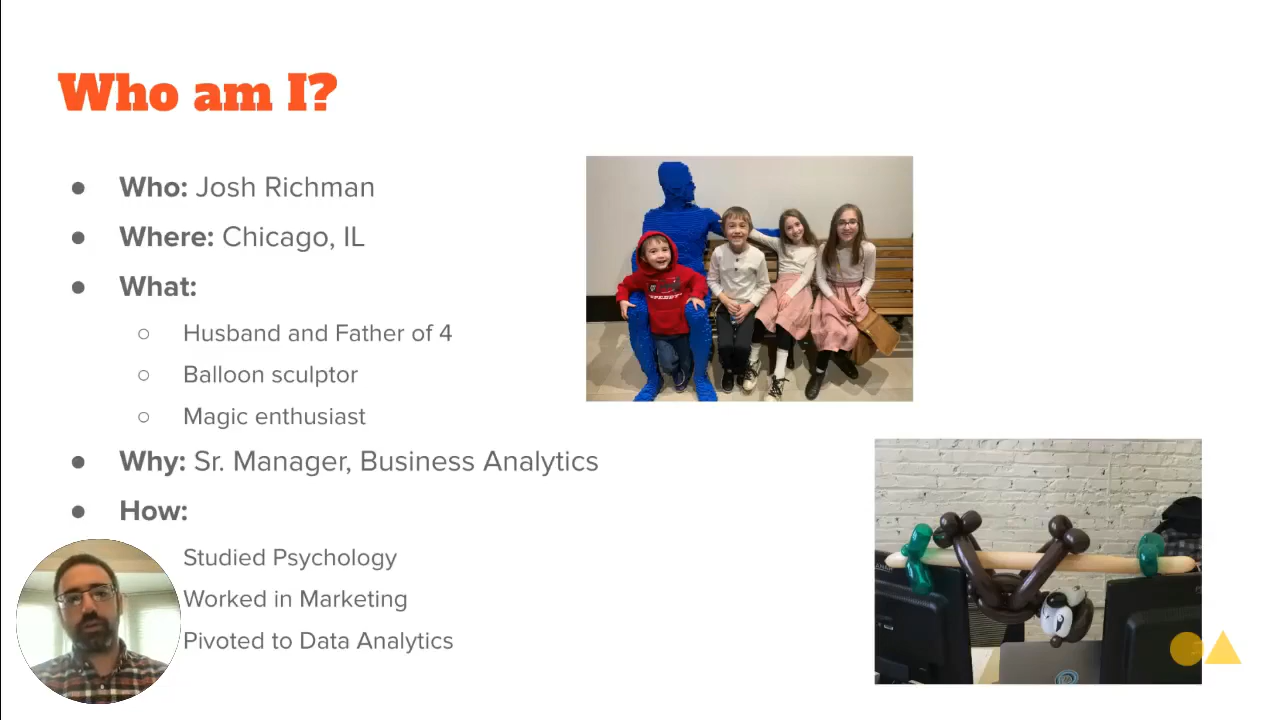 Who am I?
● Who: Josh Richman
● Where: Chicago, IL
● What:
○ Husband and Father of 4
○ Balloon sculptor
○ Magic enthusiast
● Why: Sr. Manager, Business Analytics
● How:
Studied Psychology
Worked in Marketing
Pivoted to Data Analytics